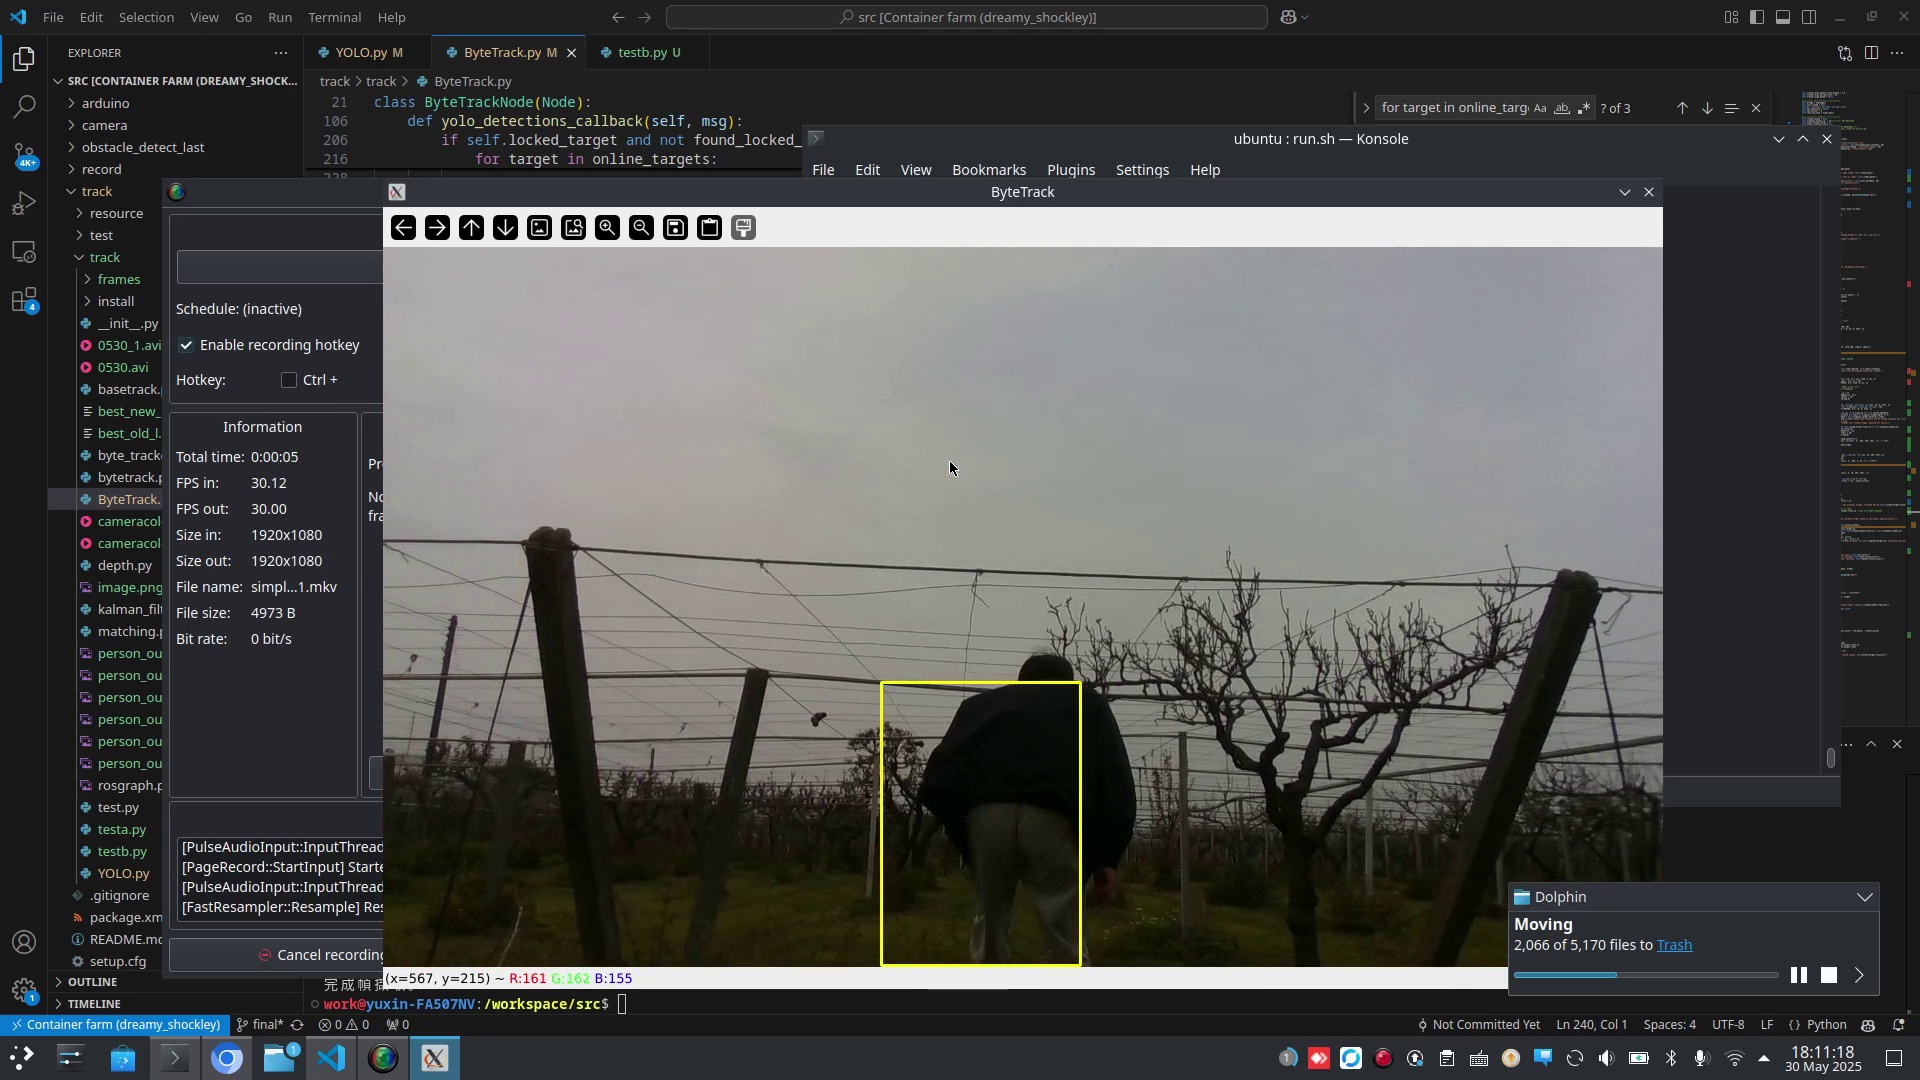 File Edit Selection View Go Run Terminal Help
src [Container farm (dreamy_shockley)]
EXPLORER
YOLO.py M
ByteTrack.py M
testb.py U
SRC [CONTAINER FARM (DREAMY_SHOCK...
track > track > ByteTrack.py
arduino
camera
obstacle_detect_last
record
track
resource
test
track
frames
install
__init__.py
0530_1.avi
0530.avi
basetrack.
best_new_
best_old_l.
byte_track
bytetrack.p
ByteTrack.
cameracol
cameracol
depth.py
image.png
kalman_filt
matching.p
person_ou
person_ou
person_ou
person_ou
person_ou
person_ou
rosgraph.p
test.py
testa.py
testb.py
YOLO.py
.gitignore
package.xm
README.md
setup.cfg
OUTLINE
TIMELINE
4K+
4
1
21 class ByteTrackNode(Node):
106 def yolo_detections_callback(self, msg):
206 if self.locked_target and not found_locked_
216 for target in online_targets:
for target in online_targ
Aa ab .*
? of 3
ubuntu : run.sh — Konsole
File Edit View Bookmarks Plugins Settings Help
ByteTrack
Schedule: (inactive)
Enable recording hotkey
Hotkey: Ctrl +
Information
Total time: 0:00:05
FPS in: 30.12
FPS out: 30.00
Size in: 1920x1080
Size out: 1920x1080
File name: simpl...1.mkv
File size: 4973 B
Bit rate: 0 bit/s
Pr
No
fra
[PulseAudioInput::InputThread
[PageRecord::StartInput] Starte
[PulseAudioInput::InputThread
[FastResampler::Resample] Res
Cancel recording
(x=567, y=215) ~ R:161 G:162 B:155
work@yuxin-FA507NV:/workspace/src$
Dolphin
Moving
2,066 of 5,170 files to Trash
Container farm (dreamy_shockley)
final*
0 0
0
Not Committed Yet
Ln 240, Col 1
Spaces: 4
UTF-8
LF
{} Python
1
1
18:11:18
30 May 2025